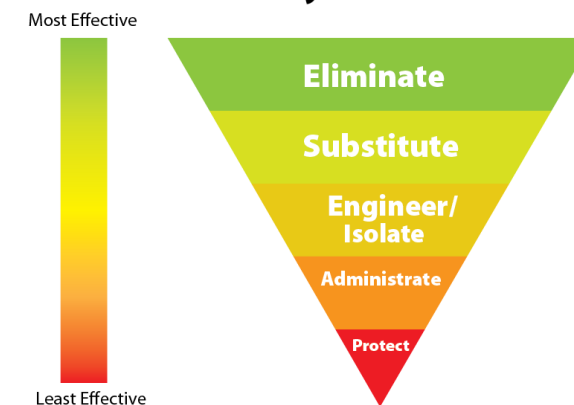 Most Effective
Eliminate
Substitute
Engineer/
Isolate
Administrate
Protect
Least Effective